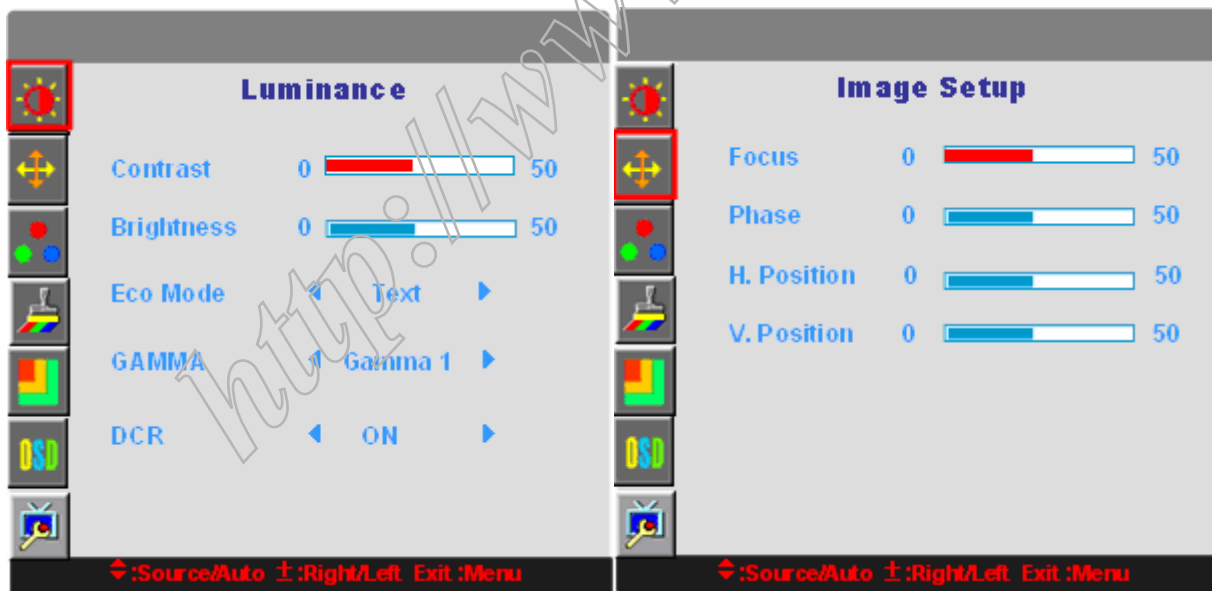 Luminance
Contrast 0 50
Brightness 0 50
Eco Mode Text
GAMMA Gamma 1
DCR ON
OSD
:Source/Auto ±:Right/Left Exit :Menu
Image Setup
Focus 0 50
Phase 0 50
H. Position 0 50
V. Position 0 50
OSD
:Source/Auto ±:Right/Left Exit :Menu
http://www